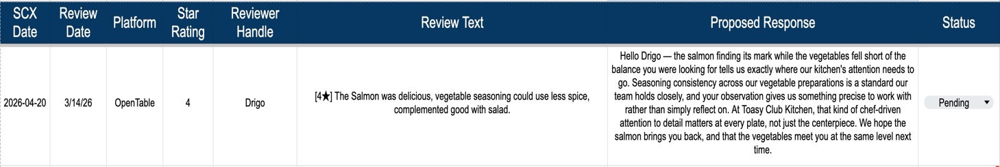 SCX Date
Review Date
Platform
Star Rating
Reviewer Handle
Review Text
Proposed Response
Status
2026-04-20
3/14/26
OpenTable
4
Drigo
[4★] The Salmon was delicious, vegetable seasoning could use less spice,
complemented good with salad.
Hello Drigo — the salmon finding its mark while the vegetables fell short of the
balance you were looking for tells us exactly where our kitchen's attention needs to
go. Seasoning consistency across our vegetable preparations is a standard our
team holds closely, and your observation gives us something precise to work with
rather than simply reflect on. At Toasy Club Kitchen, that kind of chef-driven
attention to detail matters at every plate, not just the centerpiece. We hope the
salmon brings you back, and that the vegetables meet you at the same level next
time.
Pending